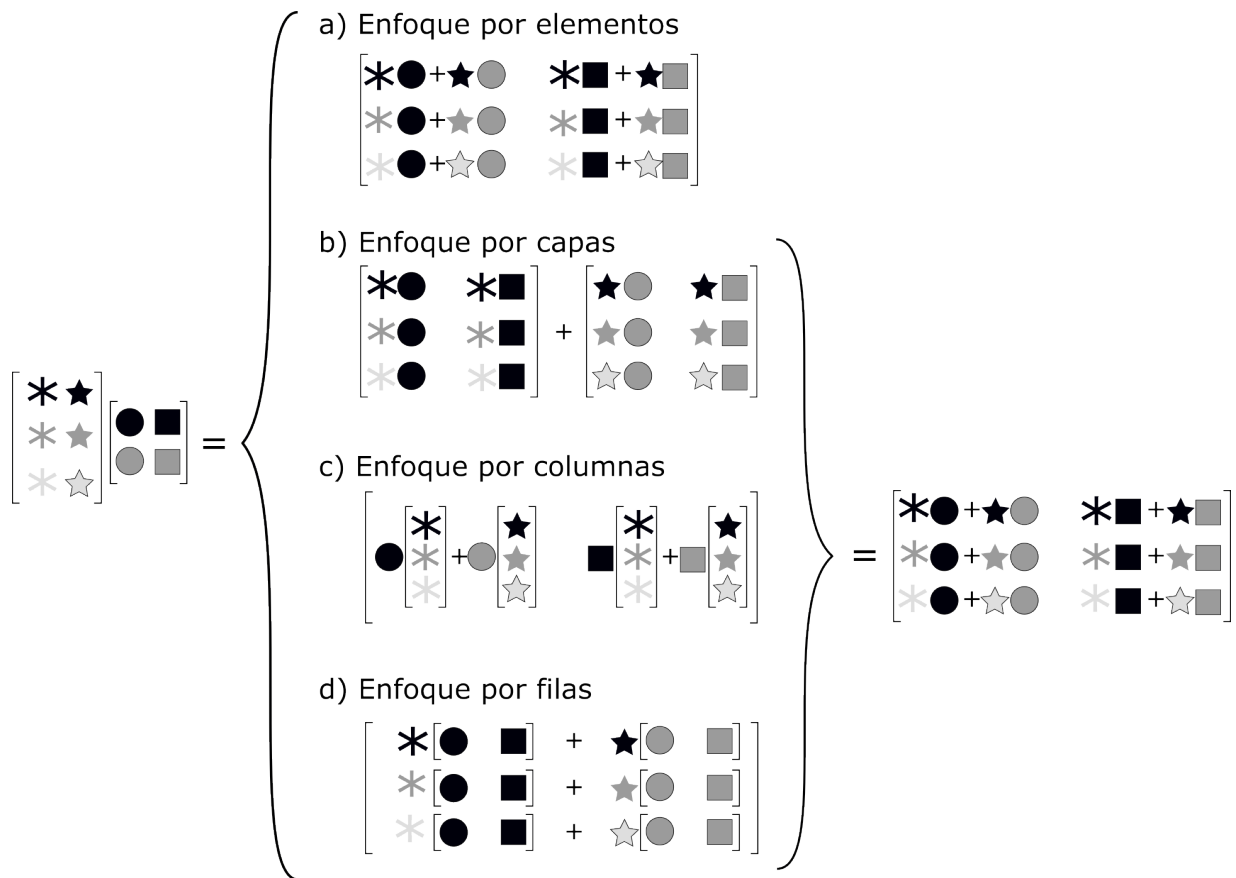 a) Enfoque por elementos
b) Enfoque por capas
c) Enfoque por columnas
d) Enfoque por filas